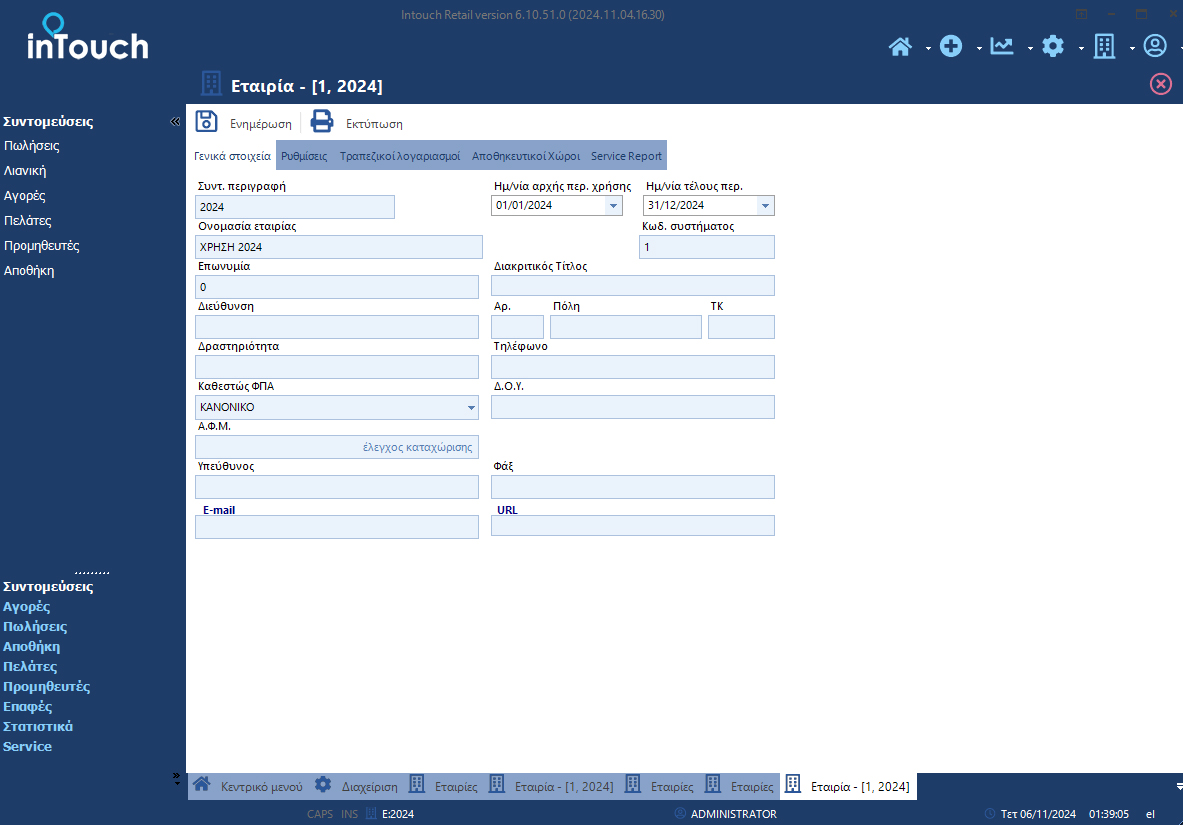 Intouch Retail version 6.10.51.0 (2024.11.04.16.30)
inTouch
Εταιρία - [1, 2024]
Συντομεύσεις
Πωλήσεις
Λιανική
Αγορές
Πελάτες
Προμηθευτές
Αποθήκη
Ενημέρωση Εκτύπωση
Γενικά στοιχεία Ρυθμίσεις Τραπεζικοί λογαριασμοί Αποθηκευτικοί Χώροι Service Report
Συντ. περιγραφή Ημ/νία αρχής περ. χρήσης Ημ/νία τέλους περ.
2024 01/01/2024 31/12/2024
Ονομασία εταιρίας Κωδ. συστήματος
ΧΡΗΣΗ 2024 1
Επωνυμία Διακριτικός Τίτλος
0
Διεύθυνση Αρ. Πόλη ΤΚ
Δραστηριότητα Τηλέφωνο
Καθεστώς ΦΠΑ Δ.Ο.Υ.
ΚΑΝΟΝΙΚΟ
Α.Φ.Μ.
έλεγχος καταχώρισης
Υπεύθυνος Φάξ
E-mail URL
Συντομεύσεις
Αγορές
Πωλήσεις
Αποθήκη
Πελάτες
Προμηθευτές
Επαφές
Στατιστικά
Service
Κεντρικό μενού Διαχείριση Εταιρίες Εταιρία - [1, 2024] Εταιρίες Εταιρίες Εταιρία - [1, 2024]
CAPS INS E:2024 ADMINISTRATOR Τετ 06/11/2024 01:39:05 el